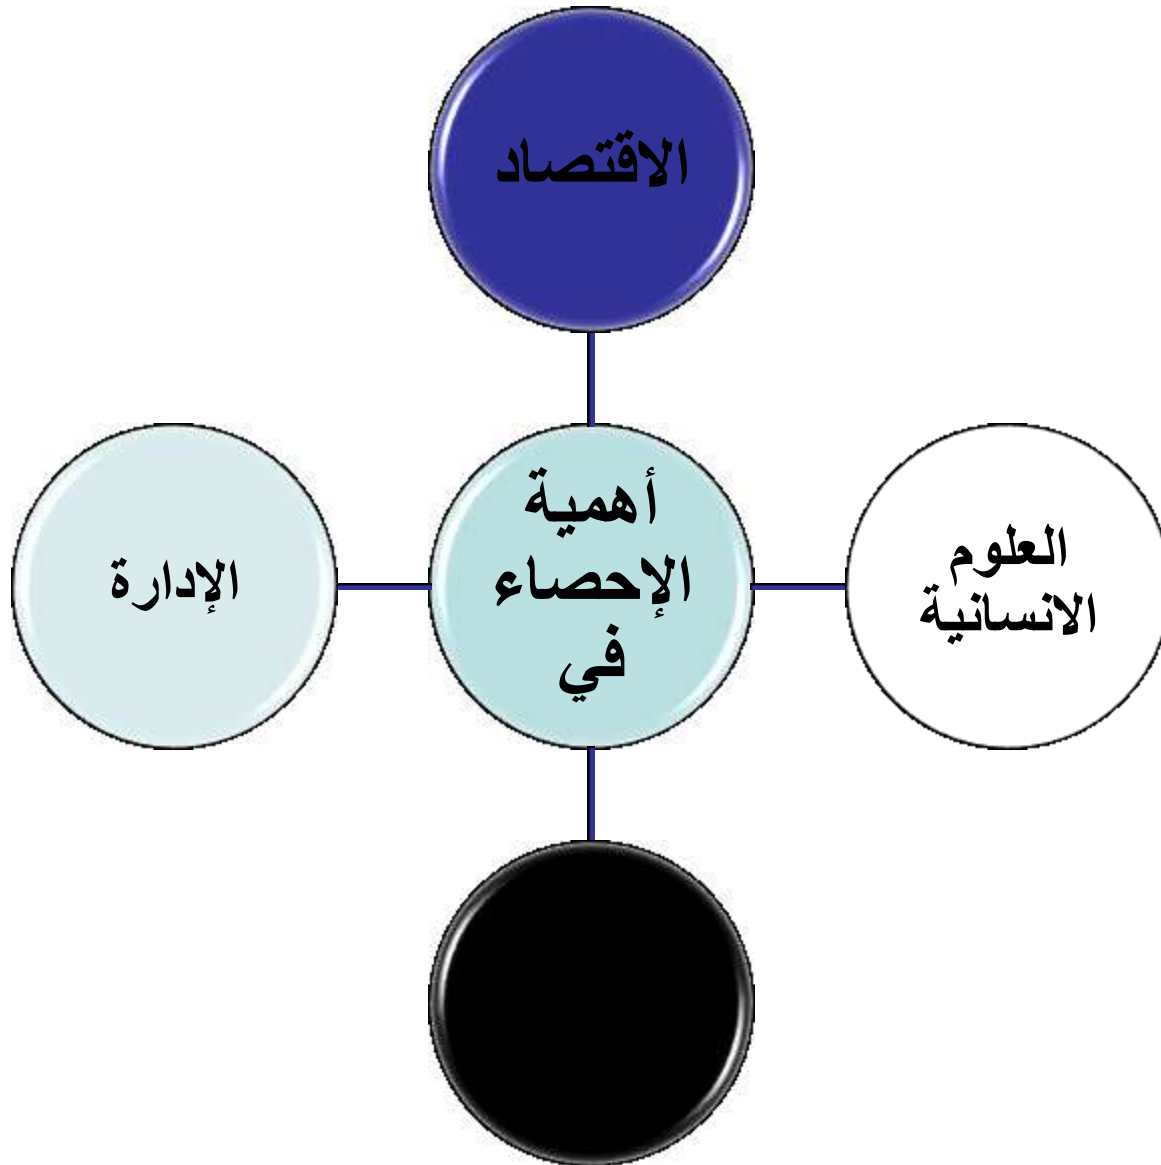 الاقتصاد
أهمية
الإحصاء
في
العلوم
الانسانية
الإدارة